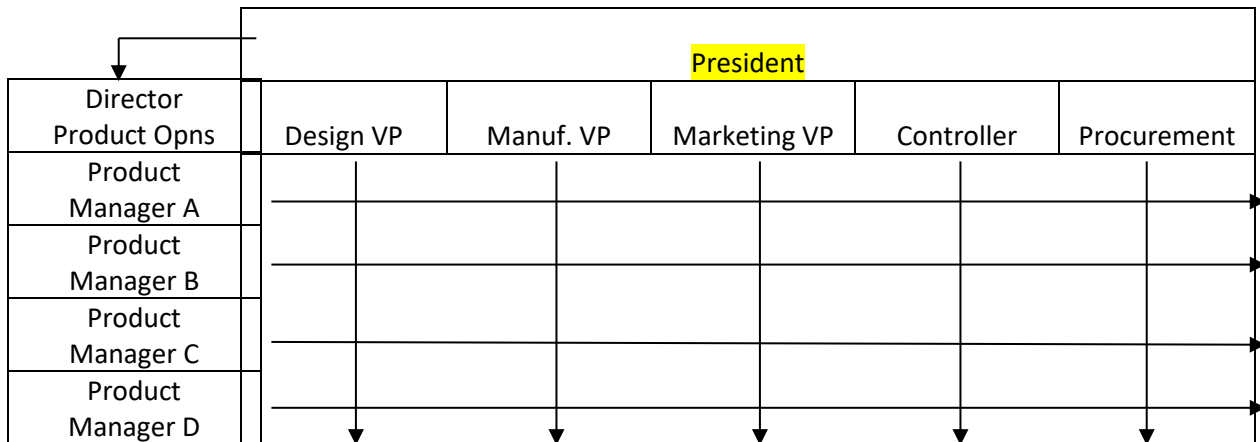 President
Director
Product Opns
Design VP
Manuf. VP
Marketing VP
Controller
Procurement
Product
Manager A
Product
Manager B
Product
Manager C
Product
Manager D